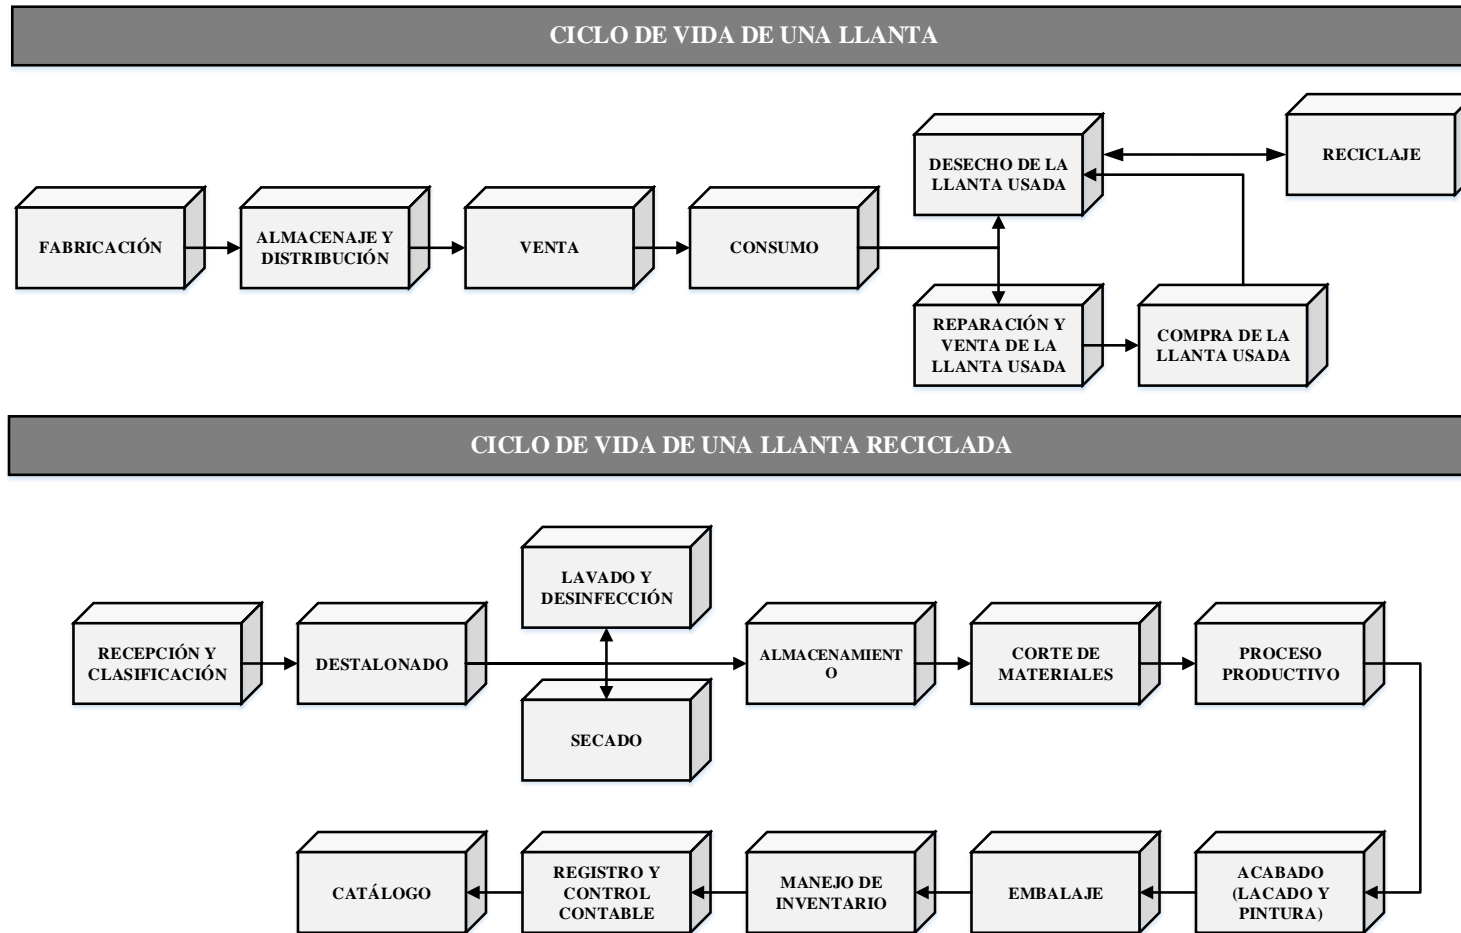 CICLO DE VIDA DE UNA LLANTA
DESECHO DE LA
LLANTA USADA
RECICLAJE
FABRICACIÓN
ALMACENAJE Y
DISTRIBUCIÓN
VENTA
CONSUMO
REPARACIÓN Y
VENTA DE LA
LLANTA USADA
COMPRA DE LA
LLANTA USADA
CICLO DE VIDA DE UNA LLANTA RECICLADA
LAVADO Y
DESINFECCIÓN
RECEPCIÓN Y
CLASIFICACIÓN
DESTALONADO
ALMACENAMIENT
O
CORTE DE
MATERIALES
PROCESO
PRODUCTIVO
SECADO
CATÁLOGO
REGISTRO Y
CONTROL
CONTABLE
MANEJO DE
INVENTARIO
EMBALAJE
ACABADO
(LACADO Y
PINTURA)